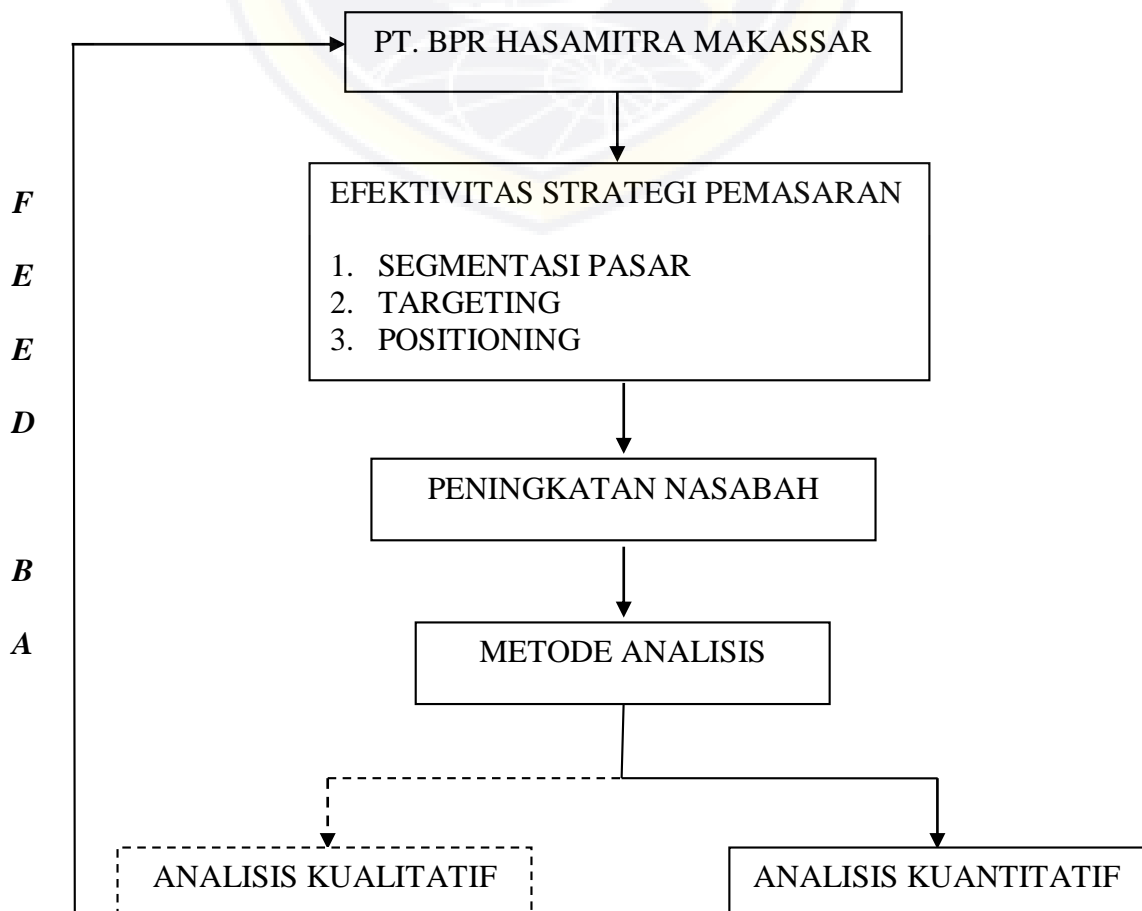 PT. BPR HASAMITRA MAKASSAR
EFEKTIVITAS STRATEGI PEMASARAN
1. SEGMENTASI PASAR
2. TARGETING
3. POSITIONING
PENINGKATAN NASABAH
METODE ANALISIS
ANALISIS KUALITATIF
ANALISIS KUANTITATIF
F
E
E
D
B
A